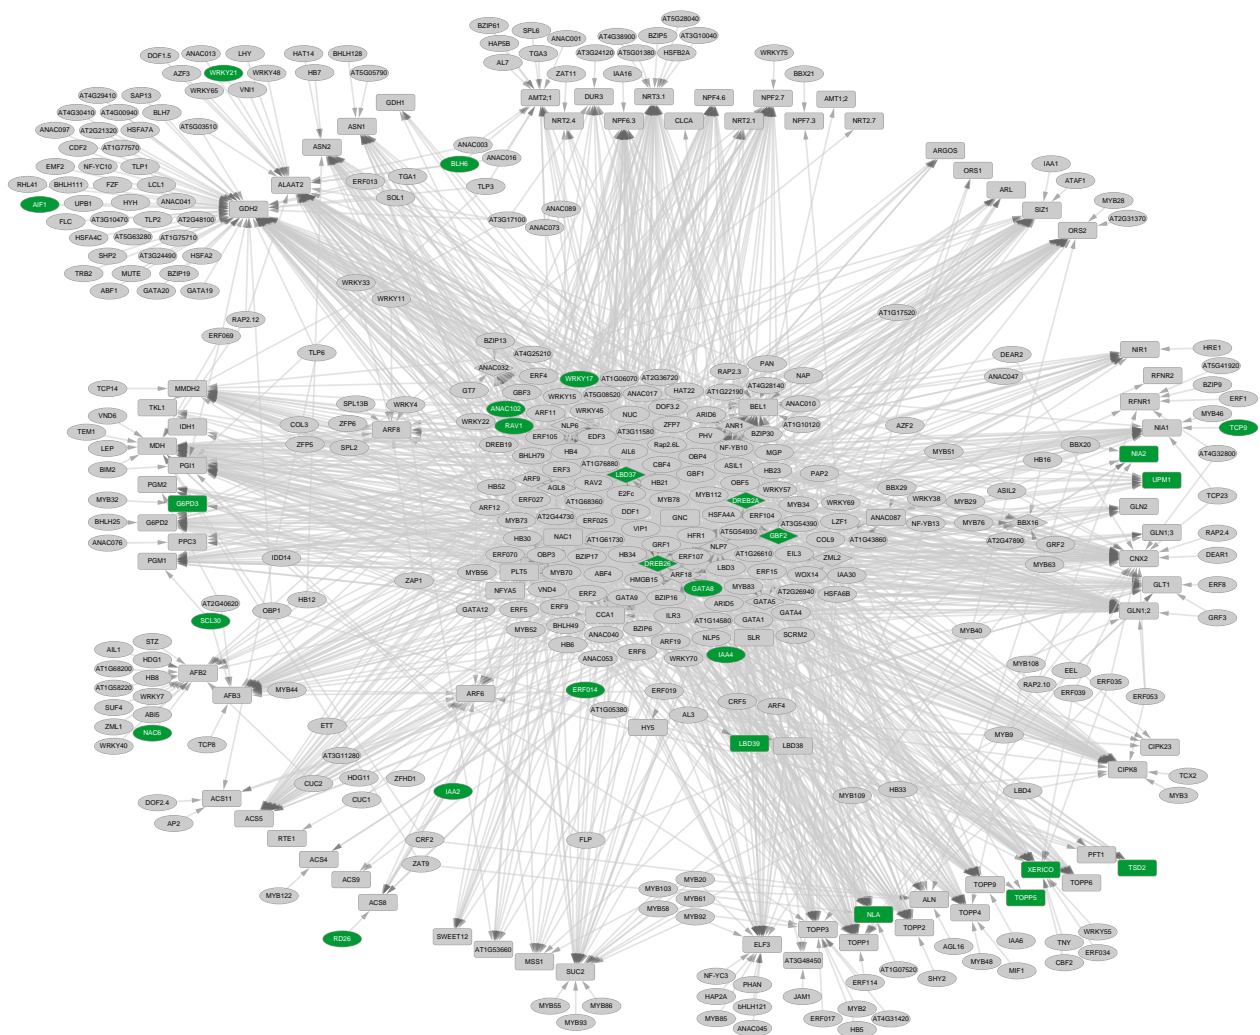 AT5G28040
BZIP61
SPL6
AT4G38900
BZIP5
AT3G10040
HAP5B
TGA3
ANAC001
AT3G24120
AT5G01380
HSFB2A
WRKY75
ANAC013
LHY
HAT14
BHLH128
DOF1.5
AZF3
WRKY21
WRKY48
HB7
AT5G05790
AL7
ZAT11
IAA16
BBX21
WRKY65
VNI1
GDH1
AMT2;1
DUR3
NRT3.1
NPF4.6
NPF2.7
AMT1;2
AT4G29410
SAP13
AT4G30410
AT4G00940
BLH7
AT5G03510
ASN1
NRT2.4
NPF6.3
CLCA
NRT2.1
NPF7.3
NRT2.7
ANAC097
AT2G21320
HSFA7A
CDF2
AT1G77570
ASN2
ANAC003
ANAC016
BLH6
ARGOS
EMF2
NF-YC10
TLP1
ORS1
RHL41
BHLH111
FZF
LCL1
ALAAT2
ERF013
TGA1
TLP3
ARL
IAA1
ATAF1
AIF1
UPB1
HYH
ANAC041
GDH2
SOL1
ANAC089
SIZ1
MYB28
FLC
AT3G10470
TLP2
AT2G48100
AT3G17100
ANAC073
ORS2
AT2G31370
HSFA4C
AT5G63280
AT1G75710
SHP2
AT3G24490
HSFA2
TRB2
MUTE
BZIP19
ABF1
GATA20
GATA19
WRKY33
WRKY11
RAP2.12
ERF069
AT1G17520
TLP6
BZIP13
AT4G25210
PAN
RAP2.3
NAP
DEAR2
NIR1
HRE1
ANAC032
ERF4
WRKY17
AT1G06070
AT2G36720
AT4G28140
ANAC047
RFNR2
AT5G41920
TCP14
MMDH2
GT7
GBF3
WRKY15
AT5G08520
ANAC017
HAT22
AT1G22190
BEL1
ANAC010
RFNR1
BZIP9
ERF1
TKL1
SPL13B
WRKY4
ANAC102
ARF11
WRKY45
NUC
DOF3.2
ARID6
AT1G10120
AZF2
MYB46
VND6
IDH1
COL3
ZFP6
ARF8
WRKY22
RAV1
NLP6
AT3G11580
ZFP7
ANR1
BZIP30
NIA1
TCP9
TEM1
LEP
MDH
ZFP5
SPL2
DREB19
ERF105
EDF3
Rap2.6L
PHV
NF-YB10
MYB51
BBX20
NIA2
AT4G32800
BIM2
PGI1
BHLH79
HB4
AIL6
OBP4
MGP
HB16
ERF3
AT1G76880
CBF4
ASIL1
HB23
PAP2
MYB32
PGM2
HB52
ARF9
RAV2
LBD37
HB21
GBF1
OBF5
WRKY57
BBX29
UPM1
G6PD3
ERF027
AGL8
E2Fc
MYB112
DREB2A
MYB34
WRKY69
WRKY38
MYB29
ASIL2
TCP23
BHLH25
G6PD2
ARF12
AT1G68360
DDF1
MYB78
HSFA4A
ERF104
LZF1
ANAC087
NF-YB13
MYB76
BBX16
GLN2
MYB73
AT2G44730
ERF025
VIP1
GNC
AT5G54930
AT3G54390
COL9
AT1G43860
AT2G47890
GLN1;3
RAP2.4
ANAC076
PPC3
HB30
NAC1
AT1G61730
GRF1
HFR1
NLP7
GBF2
GRF2
PGM1
IDD14
ERF070
OBP3
BZIP17
HB34
ERF107
AT1G26610
EIL3
ZML2
MYB63
CNX2
DEAR1
ZAP1
MYB56
PLT5
MYB70
ABF4
DREB26
ARF18
LBD3
ERF15
WOX14
IAA30
GLT1
ERF8
AT2G40620
HB12
NFYA5
VND4
ERF2
HMGB15
GATA8
MYB83
AT2G26940
HSFA6B
OBP1
GATA12
ERF5
ERF9
GATA9
BZIP16
ARID5
GATA5
GATA4
GLN1;2
GRF3
SCL30
CCA1
ILR3
AT1G14580
GATA1
MYB52
BHLH49
BZIP6
SCRM2
MYB40
STZ
ANAC040
ARF19
NLP5
SLR
AIL1
HDG1
HB6
ERF6
WRKY70
IAA4
MYB108
EEL
AT1G68200
HB8
AFB2
ANAC053
AT1G58220
WRKY7
AFB3
MYB44
ARF6
ERF014
ERF019
RAP2.10
ERF039
ERF035
ERF053
SUF4
ABI5
AT1G05380
CRF5
ARF4
ZML1
NAC6
AL3
WRKY40
TCP8
ETT
HY5
LBD39
LBD38
MYB9
CIPK23
AT3G11280
HDG11
ZFHD1
CIPK8
TCX2
CUC2
IAA2
HB33
LBD4
MYB3
DOF2.4
ACS11
CUC1
MYB109
AP2
ACS5
RTE1
CRF2
FLP
ACS4
ZAT9
PFT1
TSD2
ACS9
MYB20
XERICO
MYB122
ACS8
MYB103
MYB61
TOPP9
TOPP6
MYB58
MYB92
ALN
TOPP5
NLA
TOPP4
RD26
SWEET12
TOPP3
TOPP2
IAA6
WRKY55
AT1G53660
ELF3
TOPP1
AGL16
TNY
ERF034
MSS1
AT3G48450
MYB48
CBF2
SUC2
NF-YC3
AT1G07520
MIF1
PHAN
SHY2
HAP2A
JAM1
ERF114
MYB55
MYB86
bHLH121
MYB2
MYB93
MYB85
ERF017
AT4G31420
ANAC045
HB5